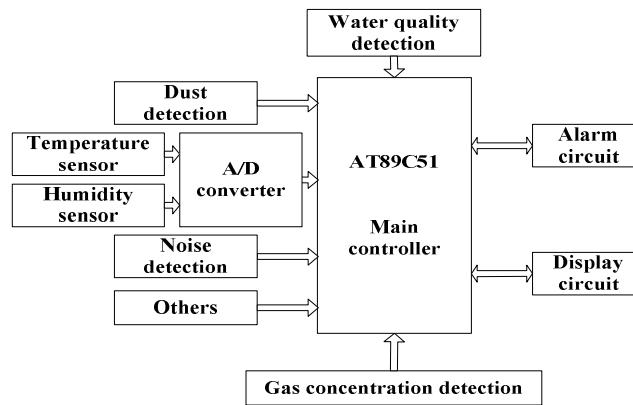 Water quality
detection
Dust
detection
Temperature
sensor
A/D
converter
Humidity
sensor
Noise
detection
Others
AT89C51
Main
controller
Alarm
circuit
Display
circuit
Gas concentration detection